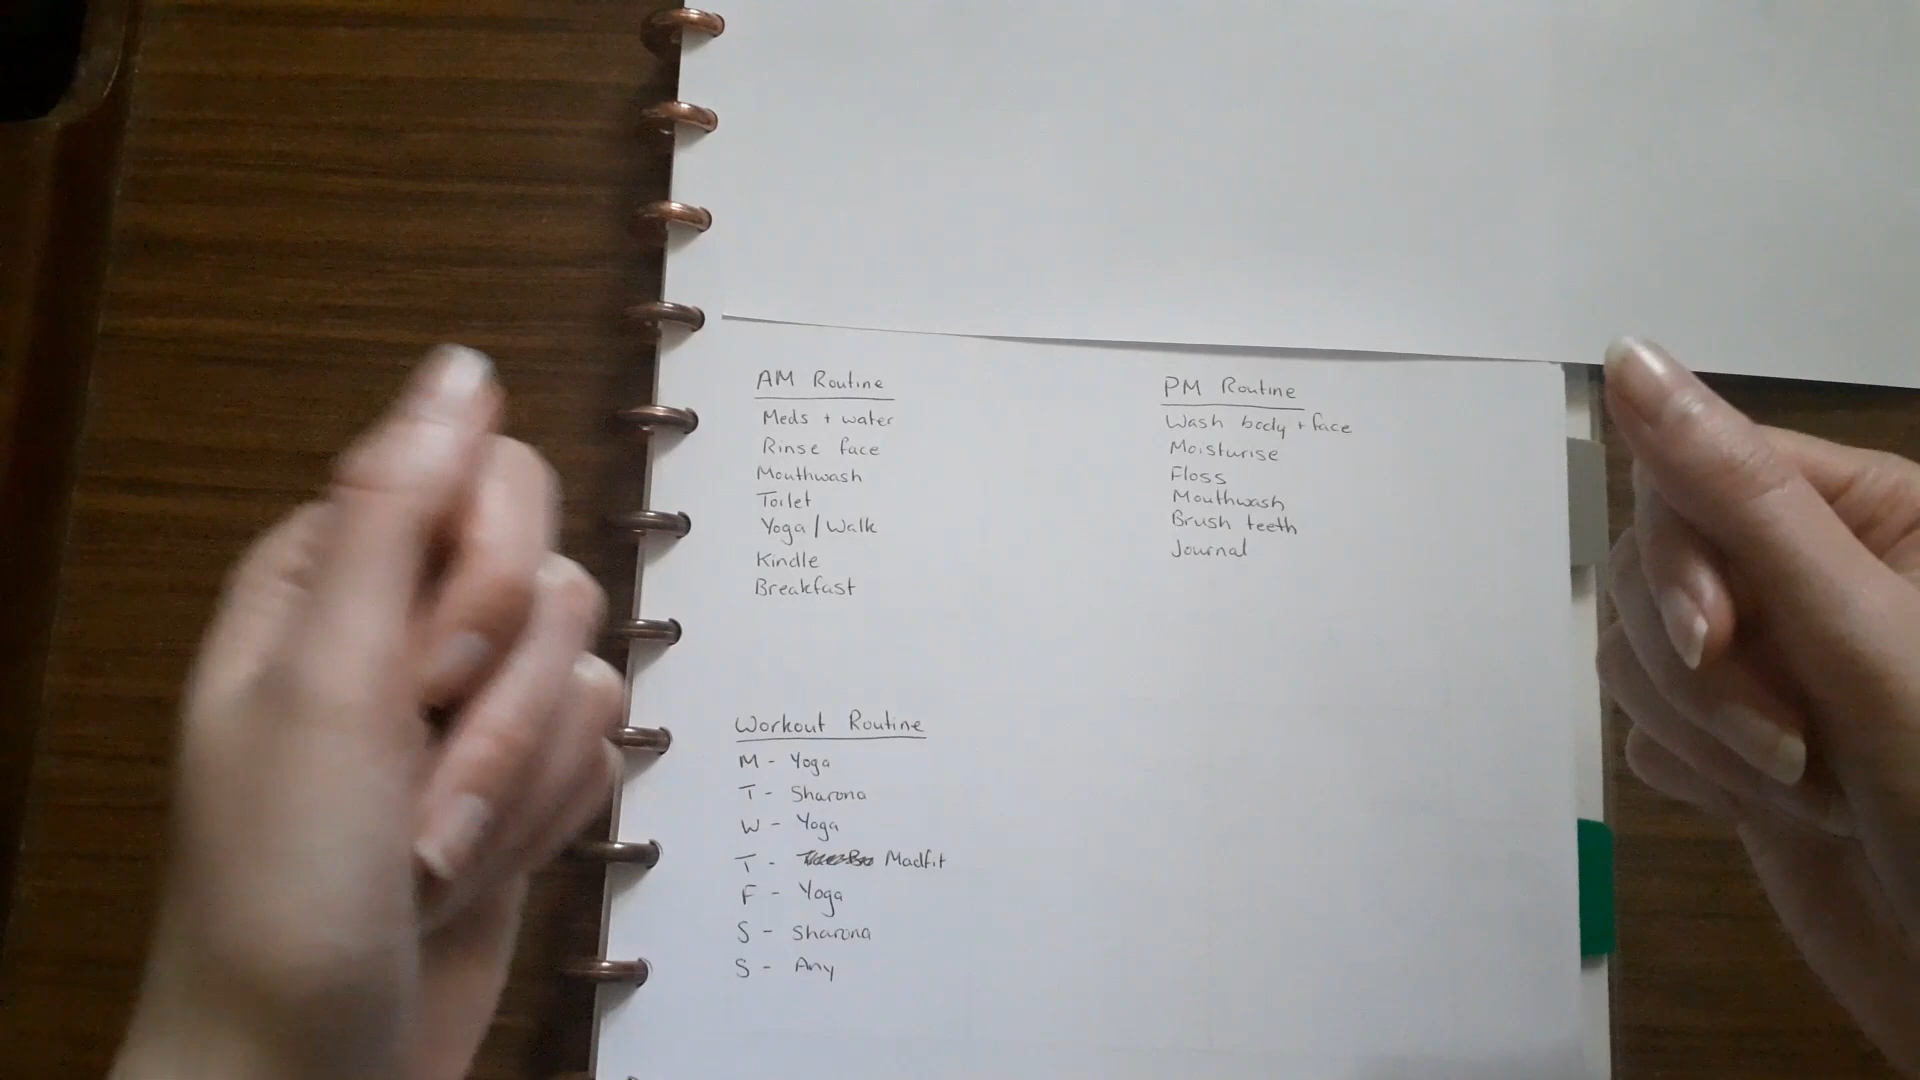 AM Routine
Meds + water
Rinse face
Mouthwash
Toilet
Yoga / Walk
Kindle
Breakfast
PM Routine
Wash body + face
Moisturise
Floss
Mouthwash
Brush teeth
Journal
Workout Routine
M - Yoga
T - Sharona
W - Yoga
T - Madfit
F - Yoga
S - Sharona
S - Any